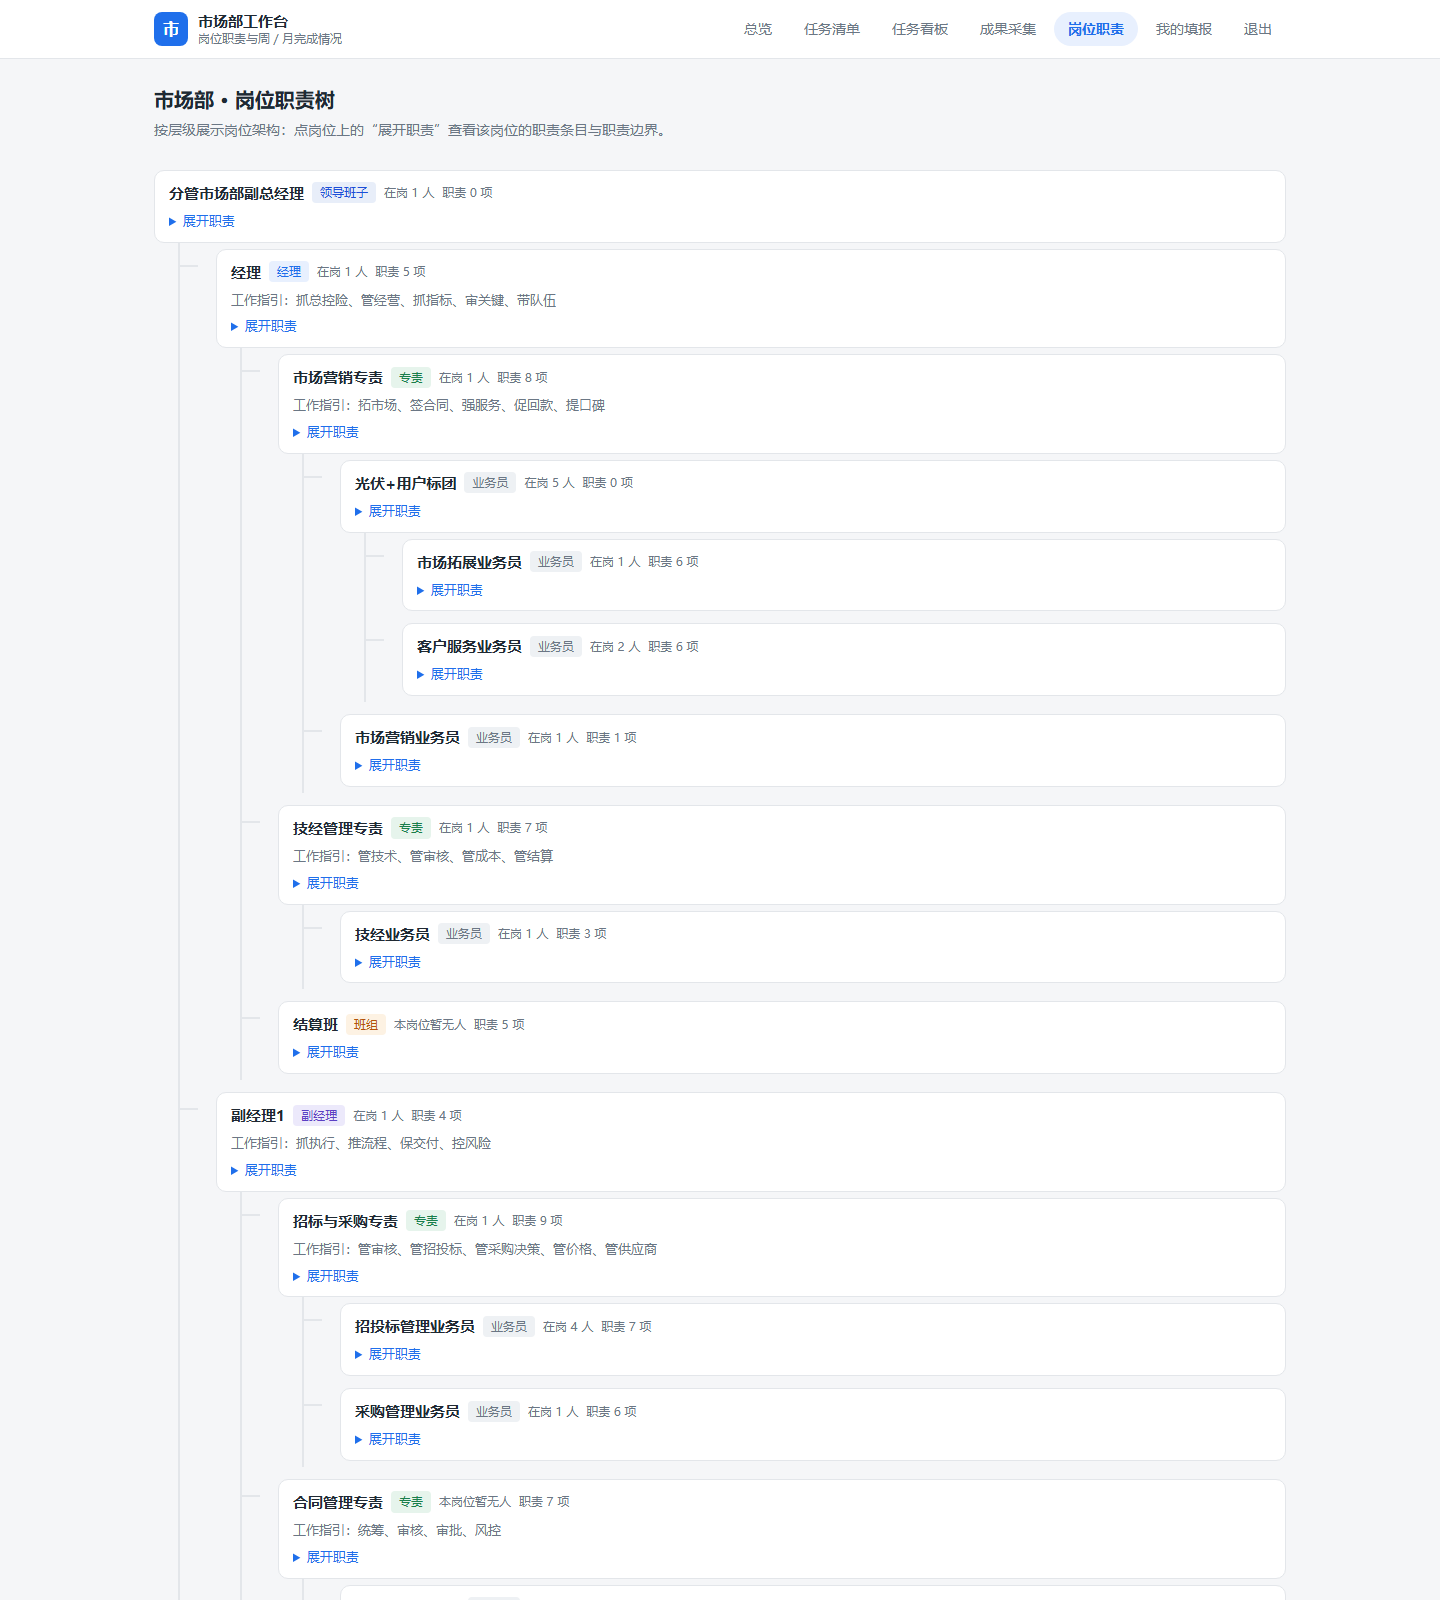 市
市场部工作台
岗位职责与周 / 月完成情况
总览
任务清单
任务看板
成果采集
岗位职责
我的填报
退出
市场部 · 岗位职责树
按层级展示岗位架构：点岗位上的“展开职责”查看该岗位的职责条目与职责边界。
分管市场部副总经理 领导班子 在岗 1 人 职责 0 项
展开职责
经理 经理 在岗 1 人 职责 5 项
工作指引：抓总控险、管经营、抓指标、审关键、带队伍
展开职责
市场营销专责 专责 在岗 1 人 职责 8 项
工作指引：拓市场、签合同、强服务、促回款、提口碑
展开职责
光伏+用户标团 业务员 在岗 5 人 职责 0 项
展开职责
市场拓展业务员 业务员 在岗 1 人 职责 6 项
展开职责
客户服务业务员 业务员 在岗 2 人 职责 6 项
展开职责
市场营销业务员 业务员 在岗 1 人 职责 1 项
展开职责
技经管理专责 专责 在岗 1 人 职责 7 项
工作指引：管技术、管审核、管成本、管结算
展开职责
技经业务员 业务员 在岗 1 人 职责 3 项
展开职责
结算班 班组 本岗位暂无人 职责 5 项
展开职责
副经理1 副经理 在岗 1 人 职责 4 项
工作指引：抓执行、推流程、保交付、控风险
展开职责
招标与采购专责 专责 在岗 1 人 职责 9 项
工作指引：管审核、管招投标、管采购决策、管价格、管供应商
展开职责
招投标管理业务员 业务员 在岗 4 人 职责 7 项
展开职责
采购管理业务员 业务员 在岗 1 人 职责 6 项
展开职责
合同管理专责 专责 本岗位暂无人 职责 7 项
工作指引：统筹、审核、审批、风控
展开职责